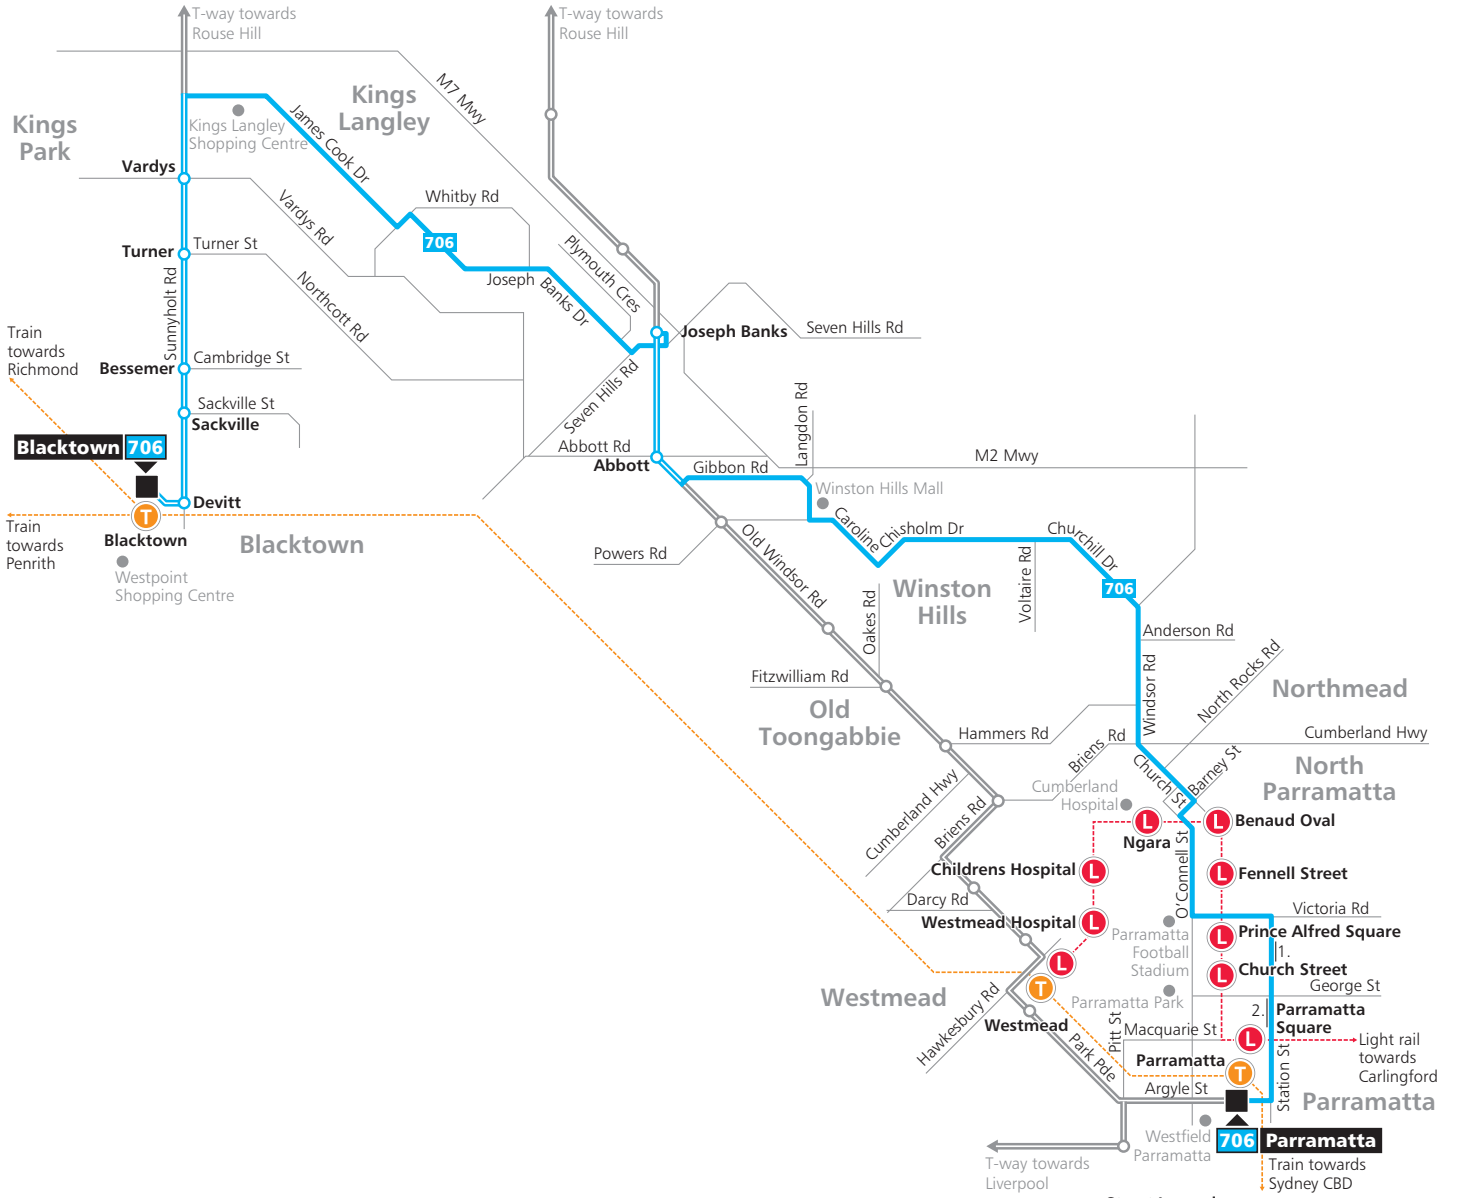 T-way towards
Rouse Hill
T-way towards
Rouse Hill
M7 Mwy
Kings
Langley
Kings
Park
Kings Langley
Shopping Centre
James Cook Dr
Vardys
Whitby Rd
Vardys Rd
706
Turner
Turner St
Plymouth Cres
Joseph
Banks Dr
Northcott Rd
Sunnyholt Rd
Train
towards
Richmond
Joseph Banks
Seven Hills Rd
Bessemer
Cambridge St
Seven Hills Rd
Langdon Rd
Sackville St
Sackville
Blacktown
706
Abbott Rd
Abbott
Gibbon Rd
M2 Mwy
Winston Hills Mall
Devitt
T
Train
towards
Penrith
Blacktown
Blacktown
Westpoint
Shopping Centre
Powers Rd
Old Windsor Rd
Caroline
Chisholm Dr
Churchill Dr
Voltaire Rd
706
Winston
Hills
Oakes Rd
Anderson Rd
Windsor Rd
North Rocks Rd
Northmead
Fitzwilliam Rd
Old
Toongabbie
Hammers Rd
Briens
Rd
Cumberland Hwy
Church St
Barney St
North
Parramatta
Cumberland Hwy
Cumberland
Hospital
Briens Rd
L
Ngara
L
Benaud Oval
O'Connell St
Childrens Hospital
L
L
Fennell Street
Darcy Rd
Westmead Hospital
L
Victoria Rd
Parramatta
Football
Stadium
L
Prince Alfred Square
1.
L
L
Church Street
George St
Westmead
Hawkesbury Rd
T
Westmead
Parramatta Park
2.
Parramatta
Square
Pitt St
Macquarie St
L
Light rail
towards
Carlingford
Park Pde
Parramatta
T
Station St
Argyle St
Parramatta
Westfield
Parramatta
706
Parramatta
T-way towards
Liverpool
Train towards
Sydney CBD